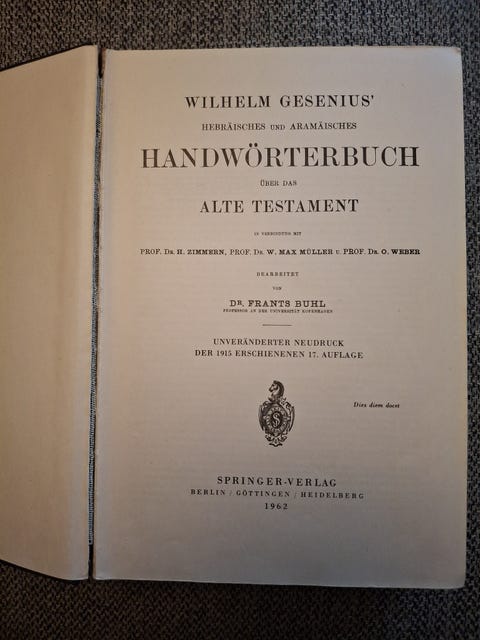 WILHELM GESENIUS'
HEBRÄISCHES UND ARAMÄISCHES
HANDWÖRTERBUCH
ÜBER DAS
ALTE TESTAMENT
IN VERBINDUNG MIT
PROF. DR. H. ZIMMERN, PROF. DR. W. MAX MÜLLER U. PROF. DR. O. WEBER
BEARBEITET
VON
DR. FRANTS BUHL
PROFESSOR AN DER UNIVERSITÄT KOPENHAGEN
UNVERÄNDERTER NEUDRUCK
DER 1915 ERSCHIENENEN 17. AUFLAGE
Dies diem docet
SPRINGER-VERLAG
BERLIN / GÖTTINGEN / HEIDELBERG
1962